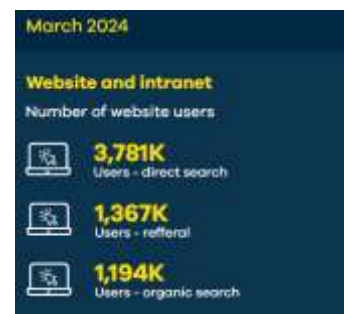 March 2024
Website and intranet
Number of website users
3,781K
Users - direct search
1,367K
Users - refferal
1,194K
Users - organic search